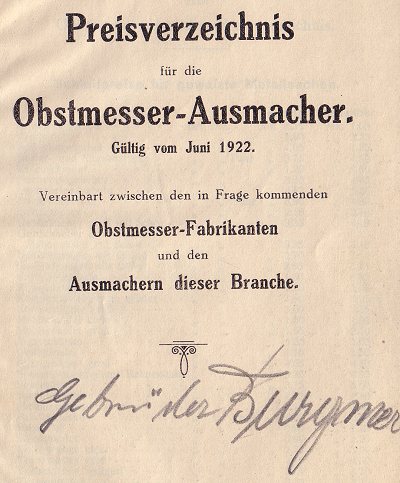 Preisverzeichnis
für die
Obstmesser-Ausmacher.
Gültig vom Juni 1922.
Vereinbart zwischen den in Frage kommenden
Obstmesser-Fabrikanten
und den
Ausmachern dieser Branche.
Gebrüder